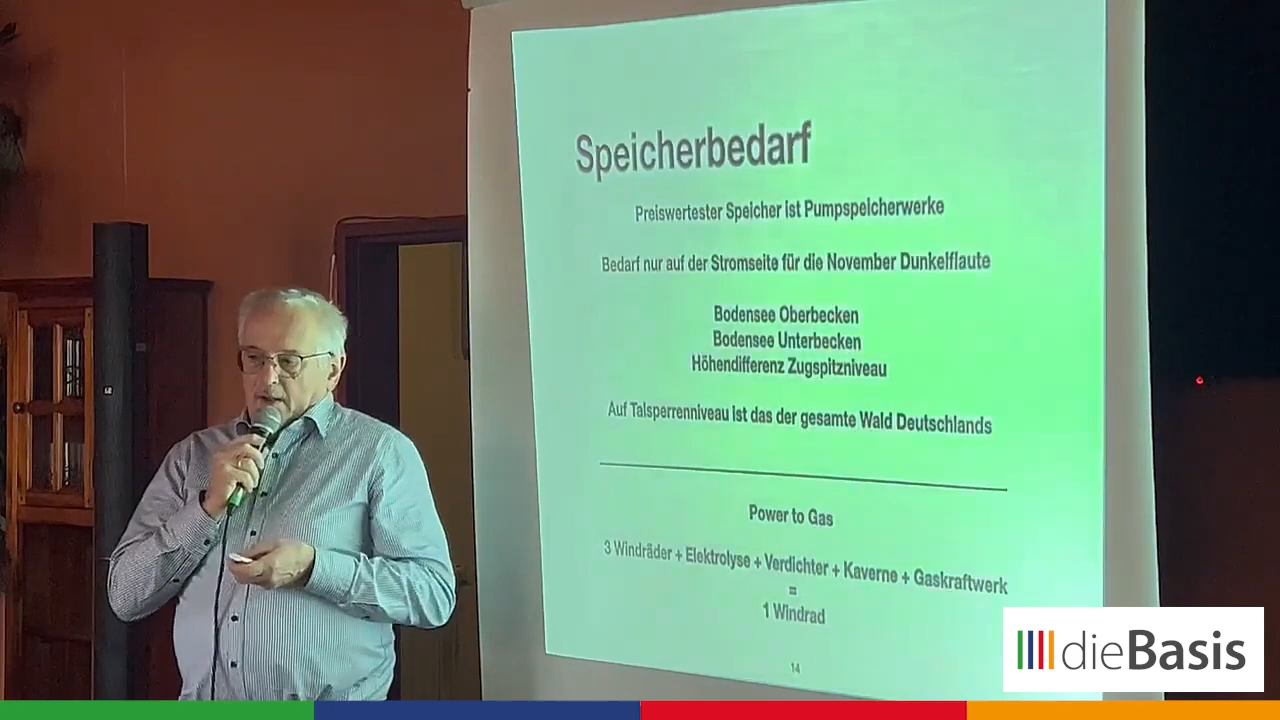 Speicherbedarf
Preiswertester Speicher ist Pumpspeicherwerke
Bedarf nur auf der Stromseite für die November Dunkelflaute
Bodensee Oberbecken
Bodensee Unterbecken
Höhendifferenz Zugspitzniveau
Auf Talsperrenniveau ist das der gesamte Wald Deutschlands
Power to Gas
3 Windräder + Elektrolyse + Verdichter + Kaverne + Gaskraftwerk
=
1 Windrad
14
dieBasis